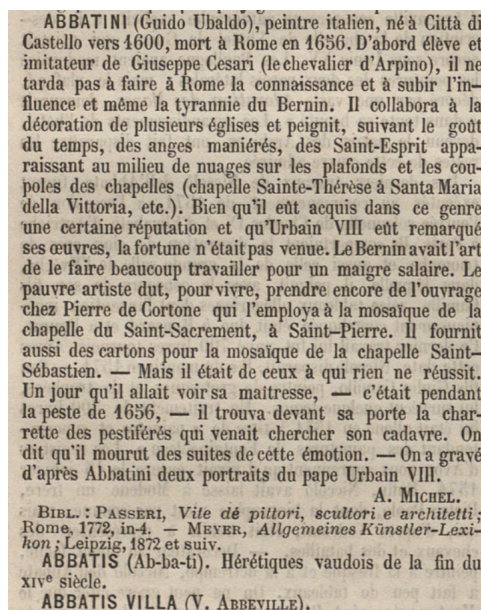 ABBATINI (Guido Ubaldo), peintre italien, né à Città di
Castello vers 1600, mort à Rome en 1656. D'abord élève et
imitateur de Giuseppe Cesari (le chevalier d'Arpino), il ne
tarda pas à faire à Rome la connaissance et à subir l'in-
fluence et même la tyrannie du Bernin. Il collabora à la
décoration de plusieurs églises et peignit, suivant le goût
du temps, des anges maniérés, des Saint-Esprit appa-
raissant au milieu de nuages sur les plafonds et les cou-
poles des chapelles (chapelle Sainte-Thérèse à Santa Maria
della Vittoria, etc.). Bien qu'il eût acquis dans ce genre
une certaine réputation et qu'Urbain VIII eût remarqué
ses œuvres, la fortune n'était pas venue. Le Bernin avait l'art
de le faire beaucoup travailler pour un maigre salaire. Le
pauvre artiste dut, pour vivre, prendre encore de l'ouvrage
chez Pierre de Cortone qui l'employa à la mosaïque de la
chapelle du Saint-Sacrement, à Saint-Pierre. Il fournit
aussi des cartons pour la mosaïque de la chapelle Saint-
Sébastien. — Mais il était de ceux à qui rien ne réussit.
Un jour qu'il allait voir sa maîtresse, — c'était pendant
la peste de 1656, — il trouva devant sa porte la char-
rette des pestiférés qui venait chercher son cadavre. On
dit qu'il mourut des suites de cette émotion. — On a gravé
d'après Abbatini deux portraits du pape Urbain VIII.
A. MICHEL.
BIBL. : PASSERI, Vite dé pittori, scultori e architetti ;
Rome, 1772, in-4. — MEYER, Allgemeines Künstler-Lexi-
kon ; Leipzig, 1872 et suiv.
ABBATIS (Ab-ba-ti). Hérétiques vaudois de la fin du
XIVe siècle.
ABBATIS VILLA (V. ABBEVILLE).